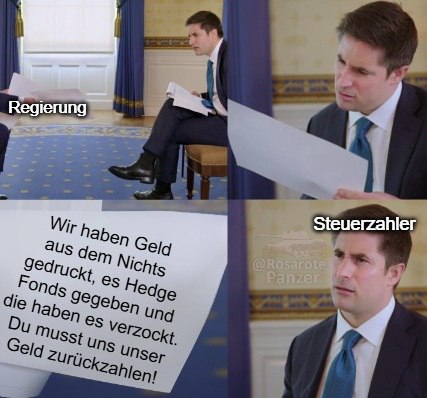 Regierung
Wir haben Geld
aus dem Nichts
gedruckt, es Hedge
Fonds gegeben und
die haben es verzockt.
Du musst uns unser
Geld zurückzahlen!
Steuerzahler
@Rosarote
Panzer